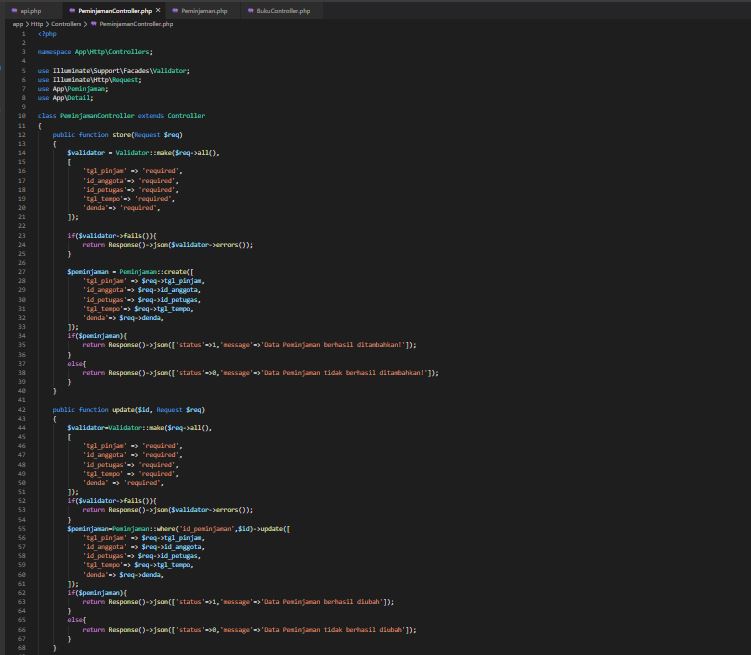 api.php PeminjamanController.php × Peminjaman.php BukuController.php
app > Http > Controllers > PeminjamanController.php
1 <?php
2
3 namespace App\Http\Controllers;
4
5 use Illuminate\Support\Facades\Validator;
6 use Illuminate\Http\Request;
7 use App\Peminjaman;
8 use App\Detail;
9
10 class PeminjamanController extends Controller
11 {
12 public function store(Request $req)
13 {
14 $validator = Validator::make($req->all(),
15 [
16 'tgl_pinjam' => 'required',
17 'id_anggota'=> 'required',
18 'id_petugas'=> 'required',
19 'tgl_tempo'=> 'required',
20 'denda'=> 'required',
21 ]);
22
23 if($validator->fails()){
24 return Response()->json($validator->errors());
25 }
26
27 $peminjaman = Peminjaman::create([
28 'tgl_pinjam' => $req->tgl_pinjam,
29 'id_anggota'=> $req->id_anggota,
30 'id_petugas'=> $req->id_petugas,
31 'tgl_tempo'=> $req->tgl_tempo,
32 'denda'=> $req->denda,
33 ]);
34 if($peminjaman){
35 return Response()->json(['status'=>1,'message'=>'Data Peminjaman berhasil ditambahkan!']);
36 }
37 else{
38 return Response()->json(['status'=>0,'message'=>'Data Peminjaman tidak berhasil ditambahkan!']);
39 }
40 }
41
42 public function update($id, Request $req)
43 {
44 $validator=Validator::make($req->all(),
45 [
46 'tgl_pinjam' => 'required',
47 'id_anggota' => 'required',
48 'id_petugas'=> 'required',
49 'tgl_tempo' => 'required',
50 'denda' => 'required',
51 ]);
52 if($validator->fails()){
53 return Response()->json($validator->errors());
54 }
55 $peminjaman=Peminjaman::where('id_peminjaman',$id)->update([
56 'tgl_pinjam' => $req->tgl_pinjam,
57 'id_anggota' => $req->id_anggota,
58 'id_petugas'=> $req->id_petugas,
59 'tgl_tempo'=> $req->tgl_tempo,
60 'denda'=> $req->denda,
61 ]);
62 if($peminjaman){
63 return Response()->json(['status'=>1,'message'=>'Data Peminjaman berhasil diubah']);
64 }
65 else{
66 return Response()->json(['status'=>0,'message'=>'Data Peminjaman tidak berhasil diubah']);
67 }
68 }